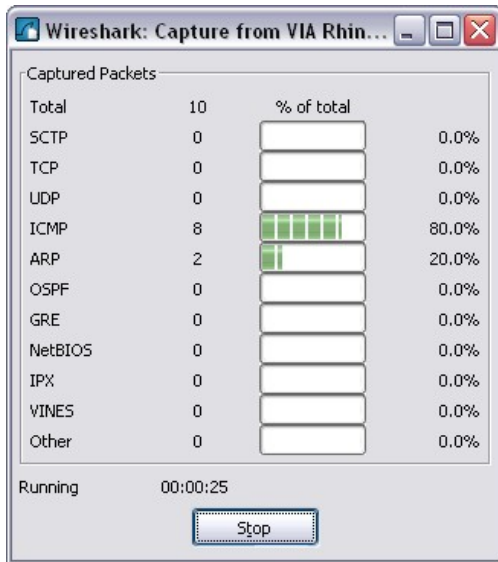 Wireshark: Capture from VIA Rhin...
Captured Packets
Total 10 % of total
SCTP 0 0.0%
TCP 0 0.0%
UDP 0 0.0%
ICMP 8 80.0%
ARP 2 20.0%
OSPF 0 0.0%
GRE 0 0.0%
NetBIOS 0 0.0%
IPX 0 0.0%
VINES 0 0.0%
Other 0 0.0%
Running 00:00:25
Stop